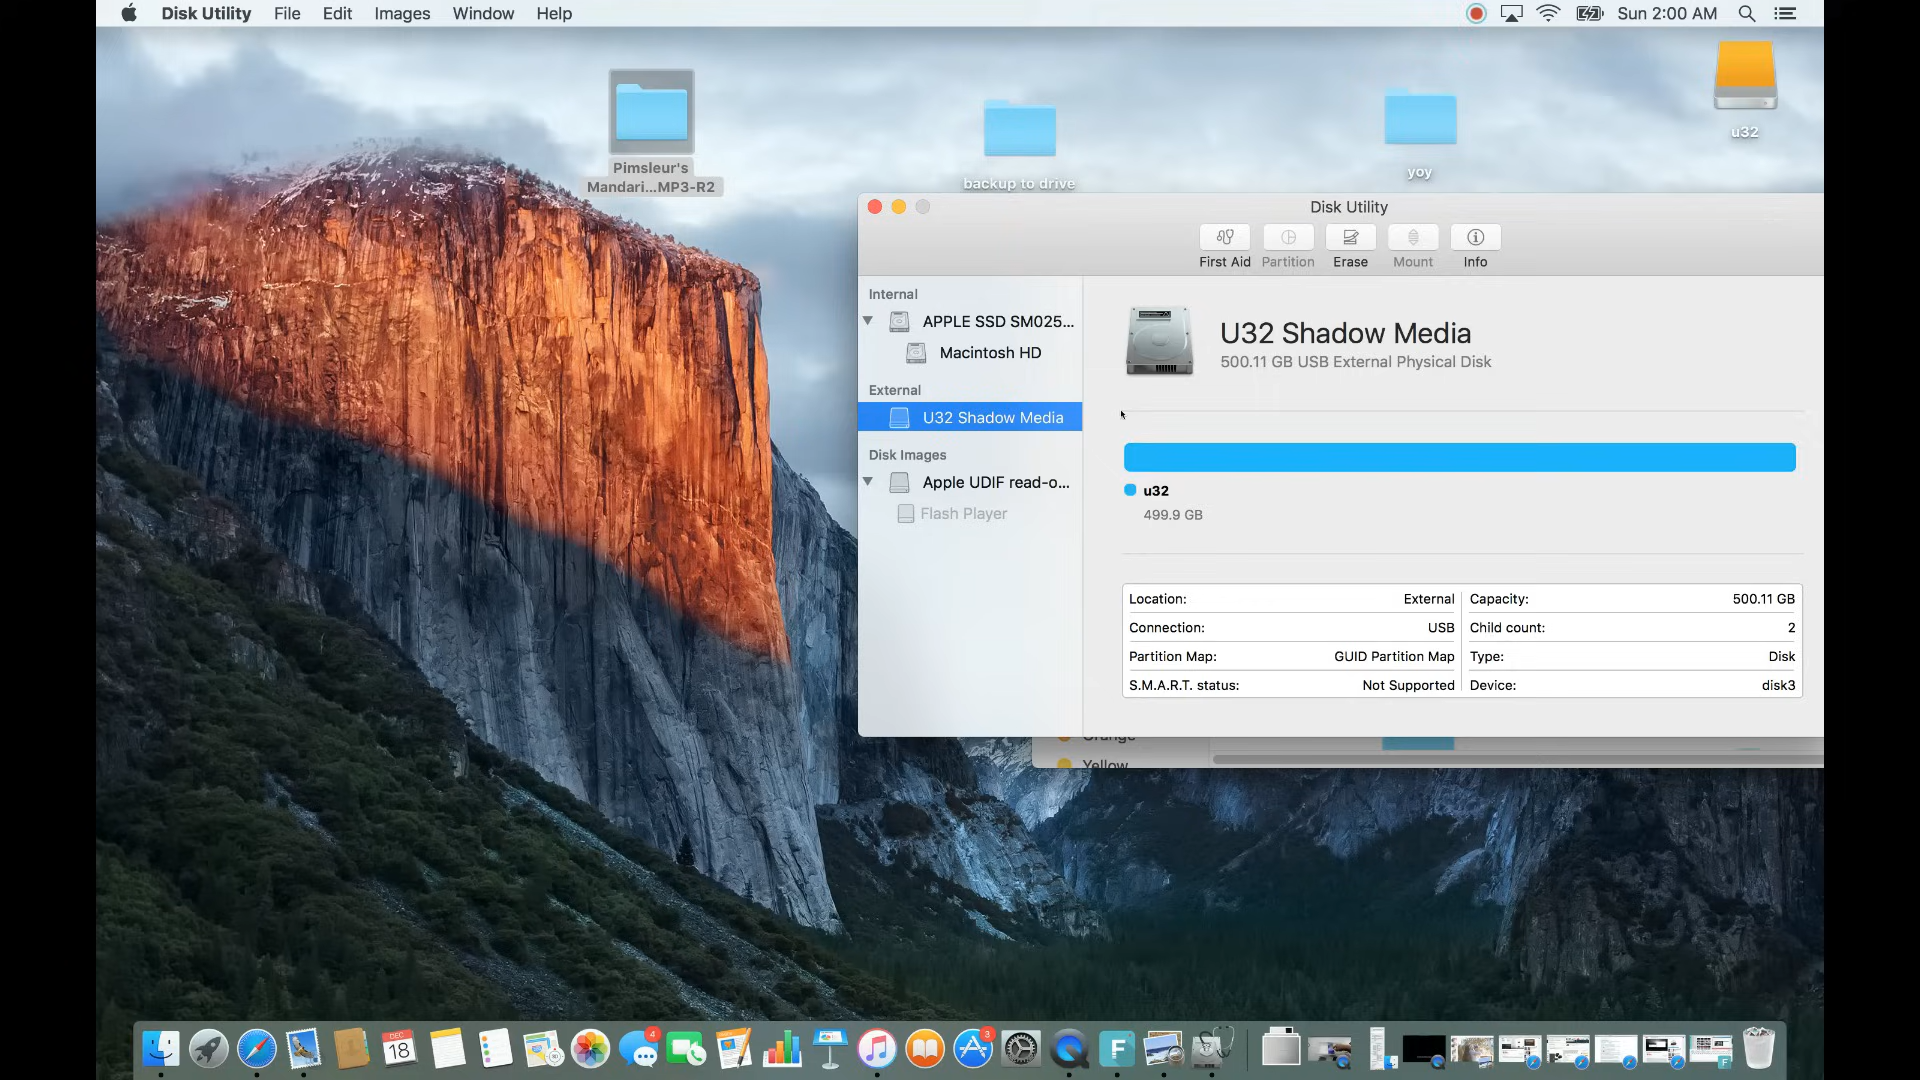 Disk Utility File Edit Images Window Help Sun 2:00 AM
u32
Pimsleur's
Mandari...MP3-R2
backup to drive
yoy
Disk Utility
First Aid Partition Erase Mount Info
Internal
APPLE SSD SM025...
Macintosh HD
External
U32 Shadow Media
Disk Images
Apple UDIF read-o...
Flash Player
U32 Shadow Media
500.11 GB USB External Physical Disk
u32
499.9 GB
Location: External Capacity: 500.11 GB
Connection: USB Child count: 2
Partition Map: GUID Partition Map Type: Disk
S.M.A.R.T. status: Not Supported Device: disk3
Orange
Yellow
DEC
18
4
F
3